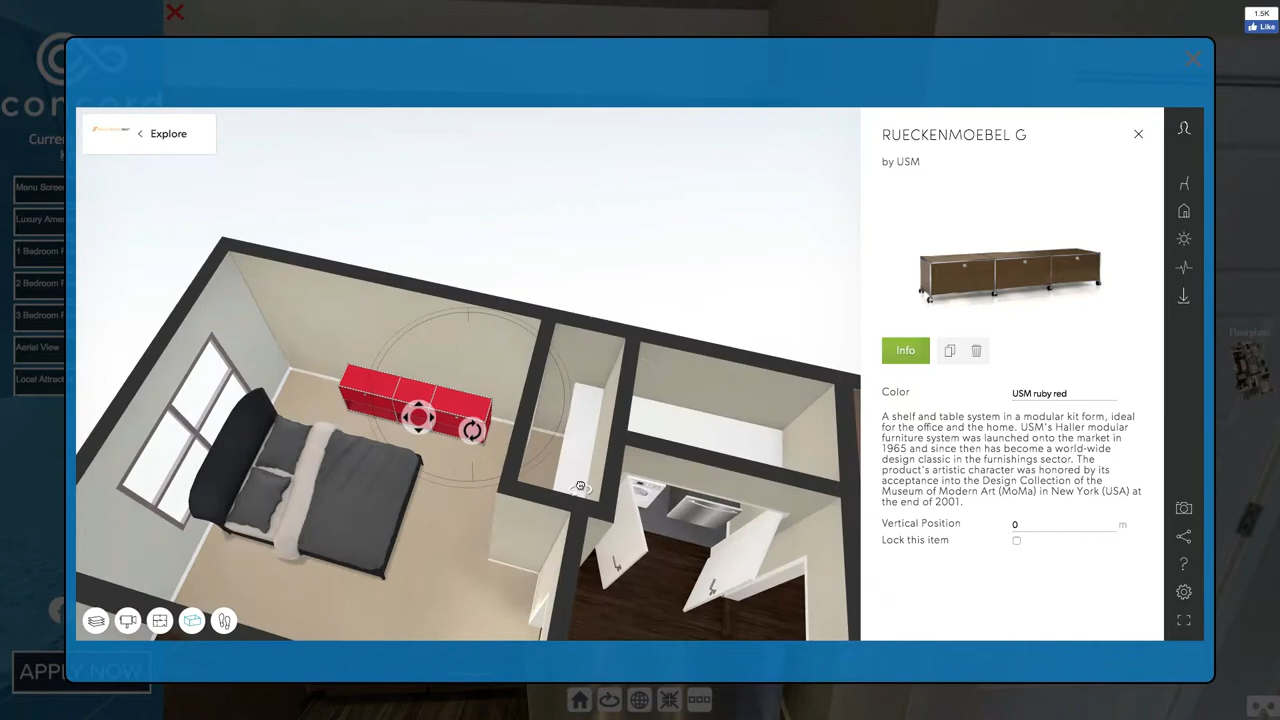 1.5K
Like
Explore
RUECKENMOEBEL G
by USM
Info
Color
USM ruby red
A shelf and table system in a modular kit form, ideal
for the office and the home. USM's Haller modular
furniture system was launched onto the market in
1965 and since then has become a world-wide
design classic in the furnishings sector. The
product's artistic character was honored by its
acceptance into the Design Collection of the
Museum of Modern Art (MoMa) in New York (USA) at
the end of 2001.
Vertical Position
0
m
Lock this item
Menu Scree
Luxury Ame
1 Bedroom F
2 Bedroom F
3 Bedroom F
Aerial View
Local Attract
APPLY NOW
Floorplans